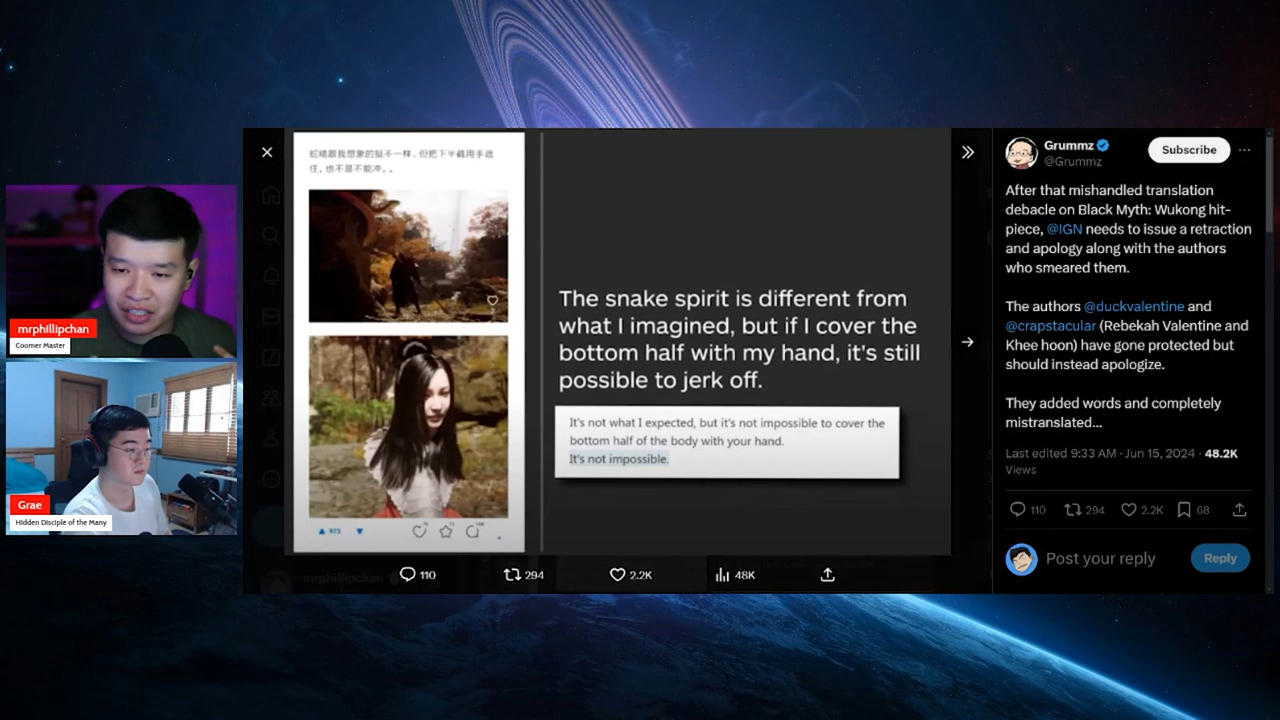 mrphillipchan
Coomer Master
Grae
Hidden Disciple of the Many
蛇精跟我想象的挺不一样，但把下半截用手遮
住，也不是不能冲。。
973
The snake spirit is different from
what I imagined, but if I cover the
bottom half with my hand, it's still
possible to jerk off.
It's not what I expected, but it's not impossible to cover the
bottom half of the body with your hand.
It's not impossible.
mrphillipchan
110
294
2.2K
48K
Grummz
@Grummz
Subscribe
After that mishandled translation
debacle on Black Myth: Wukong hit-
piece, @IGN needs to issue a retraction
and apology along with the authors
who smeared them.
The authors @duckvalentine and
@crapstacular (Rebekah Valentine and
Khee hoon) have gone protected but
should instead apologize.
They added words and completely
mistranslated...
Last edited 9:33 AM · Jun 15, 2024 · 48.2K
Views
110
294
2.2K
68
Post your reply
Reply